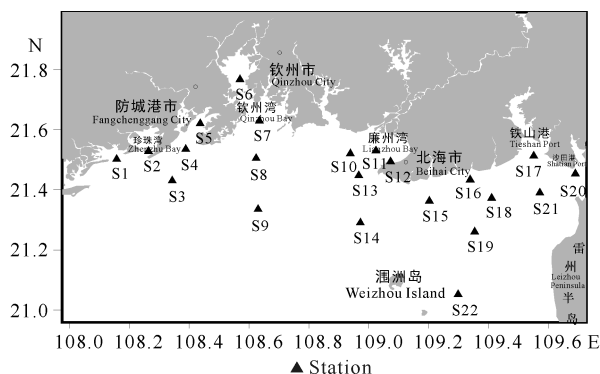 N
21.8
21.6
21.4
21.2
21.0
钦州市
Qinzhou City
S6
防城港市
Fangchenggang City
钦州湾
Qinzhou Bay
S5
S7
珍珠湾
Zhenzhu Bay
S1
S2
S4
S3
S8
S9
廉州湾
Lianzhou Bay
S10
S11
S12
北海市
Beihai City
S13
S14
S15
S16
铁山港
Tieshan Port
S17
沙田港
Shatian Port
S20
S18
S21
S19
涠洲岛
Weizhou Island
S22
雷
州
Leizhou
Peninsula
半
岛
108.0 108.2 108.4 108.6 108.8 109.0 109.2 109.4 109.6 E
▲ Station